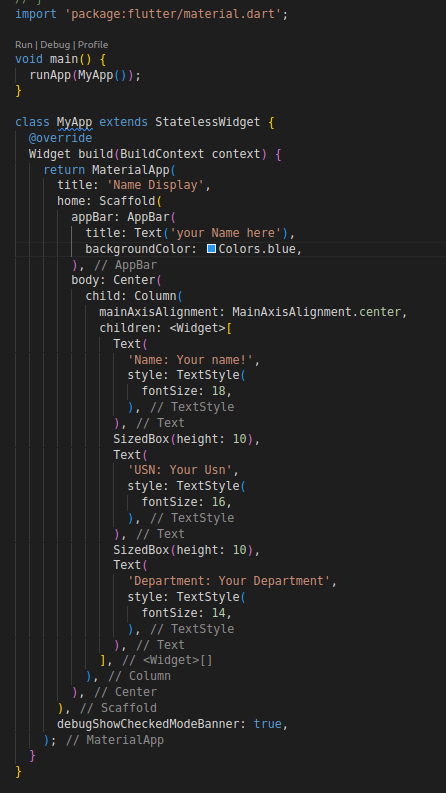 import 'package:flutter/material.dart';
Run | Debug | Profile
void main() {
  runApp(MyApp());
}
class MyApp extends StatelessWidget {
  @override
  Widget build(BuildContext context) {
    return MaterialApp(
      title: 'Name Display',
      home: Scaffold(
        appBar: AppBar(
          title: Text('your Name here'),
          backgroundColor: Colors.blue,
        ), // AppBar
        body: Center(
          child: Column(
            mainAxisAlignment: MainAxisAlignment.center,
            children: <Widget>[
              Text(
                'Name: Your name!',
                style: TextStyle(
                  fontSize: 18,
                ), // TextStyle
              ), // Text
              SizedBox(height: 10),
              Text(
                'USN: Your Usn',
                style: TextStyle(
                  fontSize: 16,
                ), // TextStyle
              ), // Text
              SizedBox(height: 10),
              Text(
                'Department: Your Department',
                style: TextStyle(
                  fontSize: 14,
                ), // TextStyle
              ), // Text
            ], // <Widget>[]
          ), // Column
        ), // Center
      ), // Scaffold
      debugShowCheckedModeBanner: true,
    ); // MaterialApp
  }
}